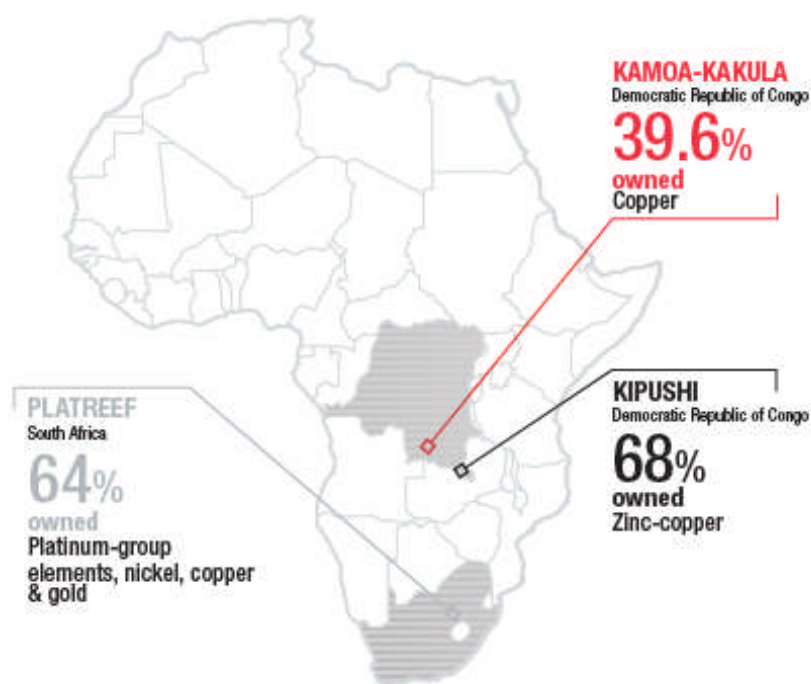 KAMOA-KAKULA
Democratic Republic of Congo
39.6%
owned
Copper
PLATREEF
South Africa
64%
owned
Platinum-group
elements, nickel, copper
& gold
KIPUSHI
Democratic Republic of Congo
68%
owned
Zinc-copper